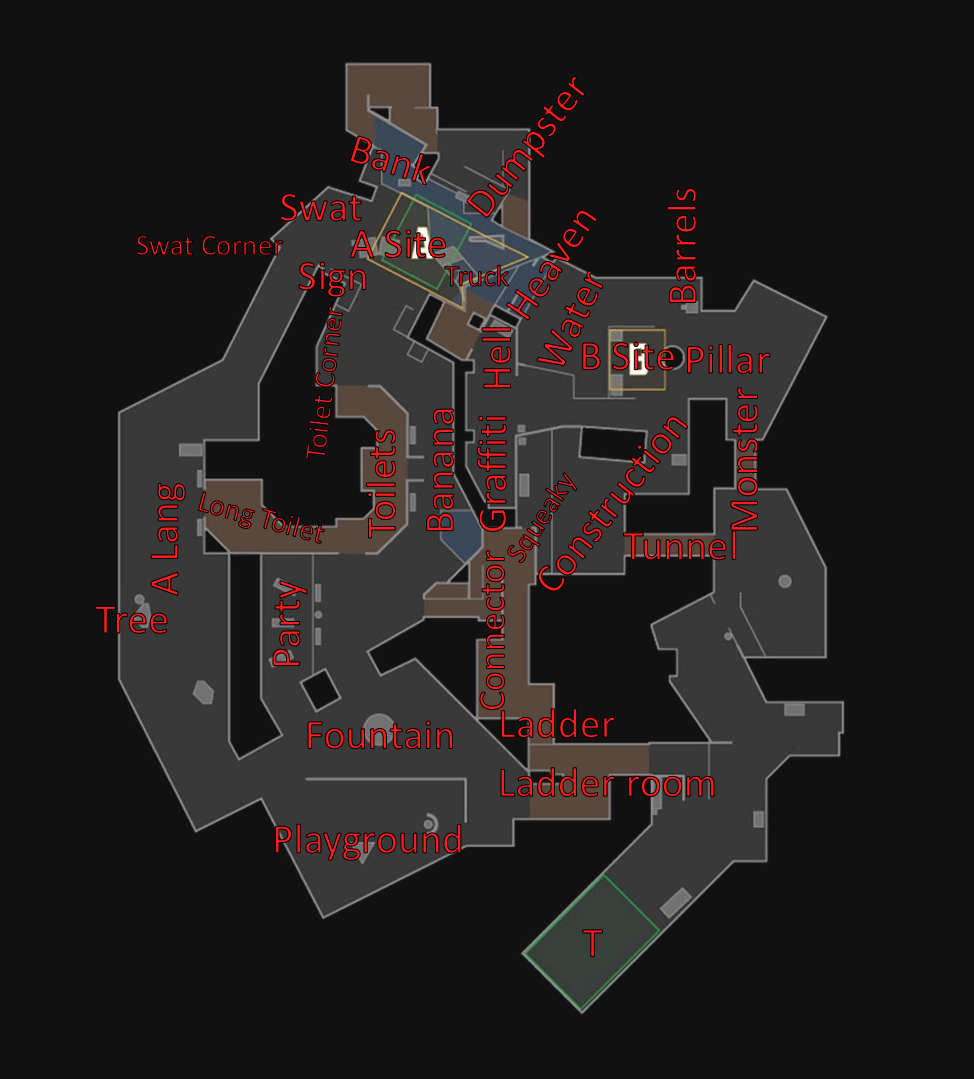 Bank
Dumpster
Swat
Swat Corner
A Site
Sign
Truck
Heaven
Barrels
Water
Hell
B Site
Pillar
Toilet Corner
Toilets
Banana
Graffiti
Squeaky
Construction
Monster
A Lang
Long Toilet
Tunnel
Tree
Party
Connector
Fountain
Ladder
Ladder room
Playground
T